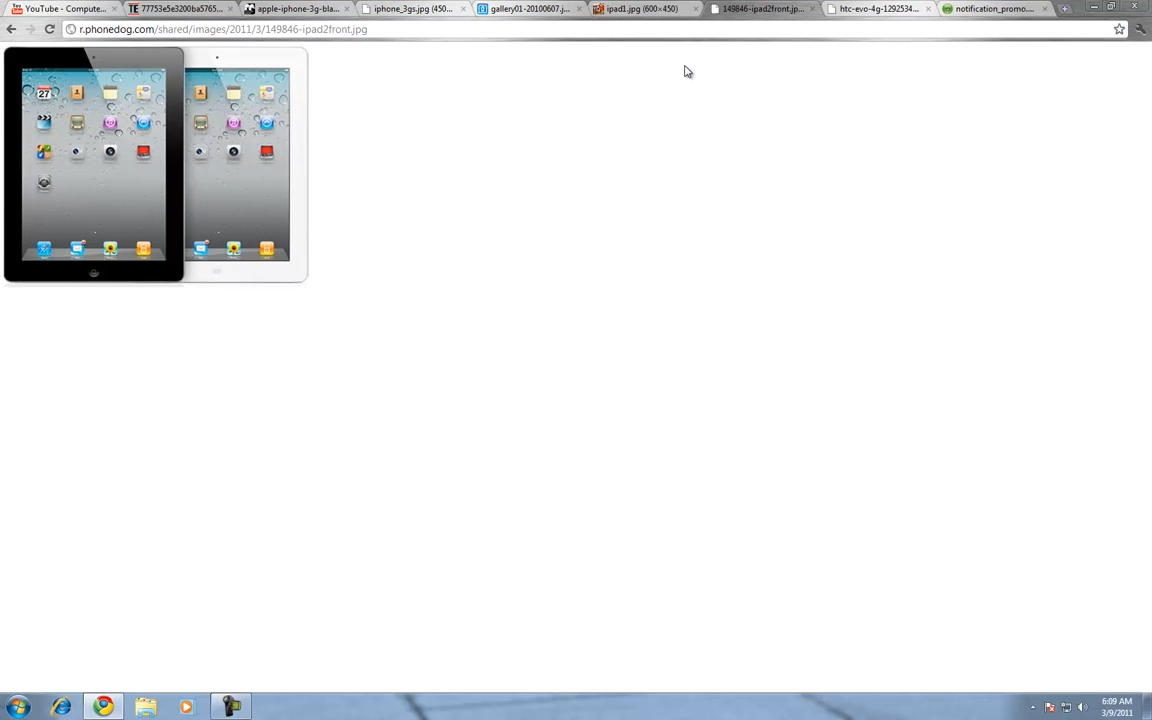 YouTube - Compute...
77753e5e3200ba5765...
apple-iphone-3g-bla...
iphone_3gs.jpg (450...
gallery01-20100607.j...
ipad1.jpg (600×450)
149846-ipad2front.jp...
htc-evo-4g-1292534...
notification_promo....
r.phonedog.com/shared/images/2011/3/149846-ipad2front.jpg
27
6:09 AM
3/9/2011